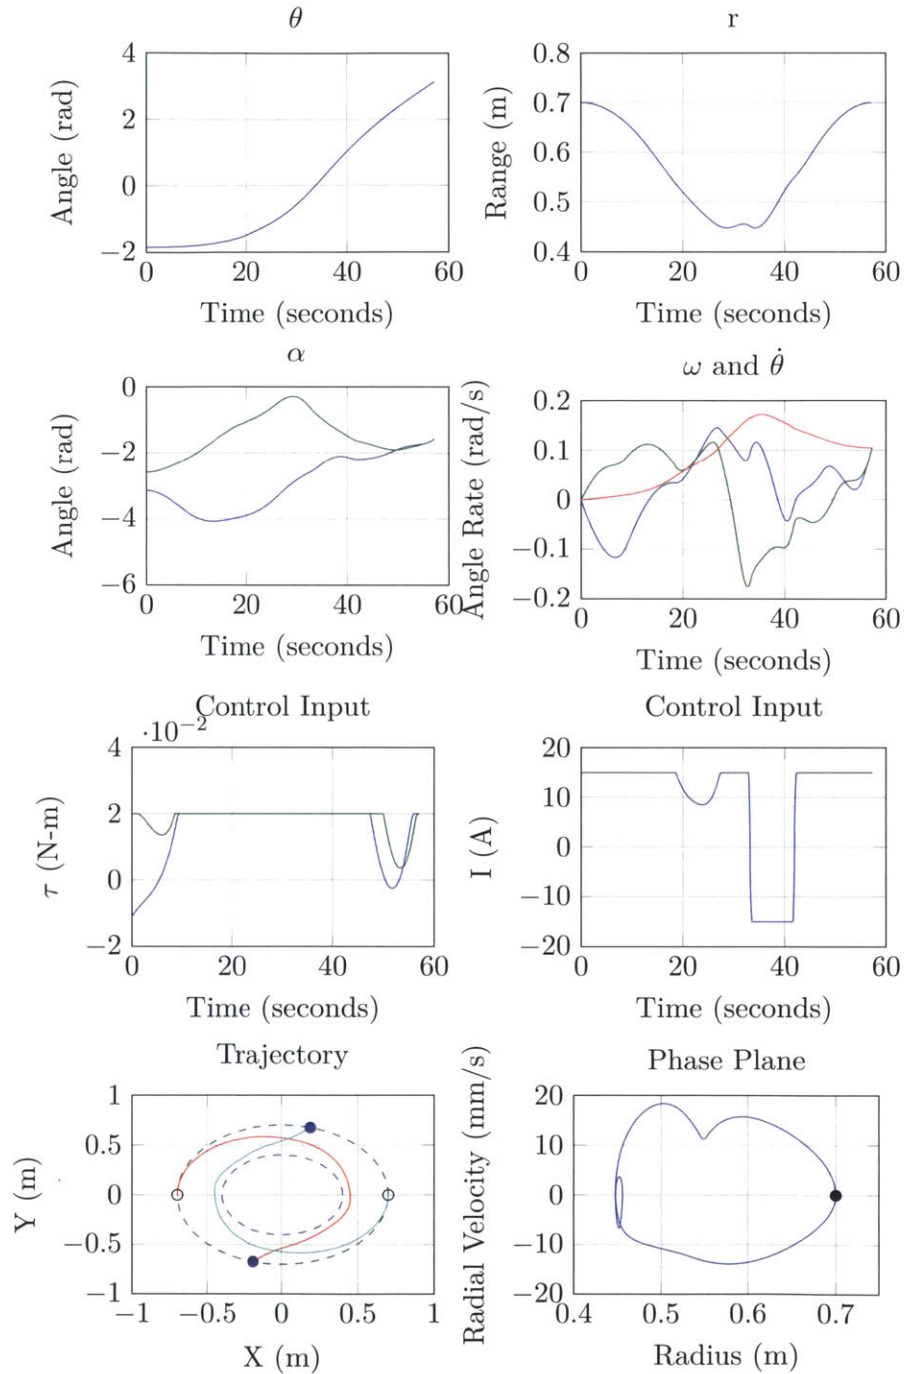 θ
4
2
0
−2
0 20 40 60
Angle (rad)
Time (seconds)
r
0.8
0.7
0.6
0.5
0.4
0 20 40 60
Range (m)
Time (seconds)
α
0
−2
−4
−6
0 20 40 60
Angle (rad)
Time (seconds)
ω and θ̇
0.2
0.1
0
−0.1
−0.2
0 20 40 60
Angle Rate (rad/s)
Time (seconds)
Control Input
·10⁻²
4
2
0
−2
0 20 40 60
τ (N-m)
Time (seconds)
Control Input
20
10
0
−10
−20
0 20 40 60
I (A)
Time (seconds)
Trajectory
1
0.5
0
−0.5
−1
−1 −0.5 0 0.5 1
Y (m)
X (m)
Phase Plane
20
10
0
−10
−20
0.4 0.5 0.6 0.7
Radial Velocity (mm/s)
Radius (m)